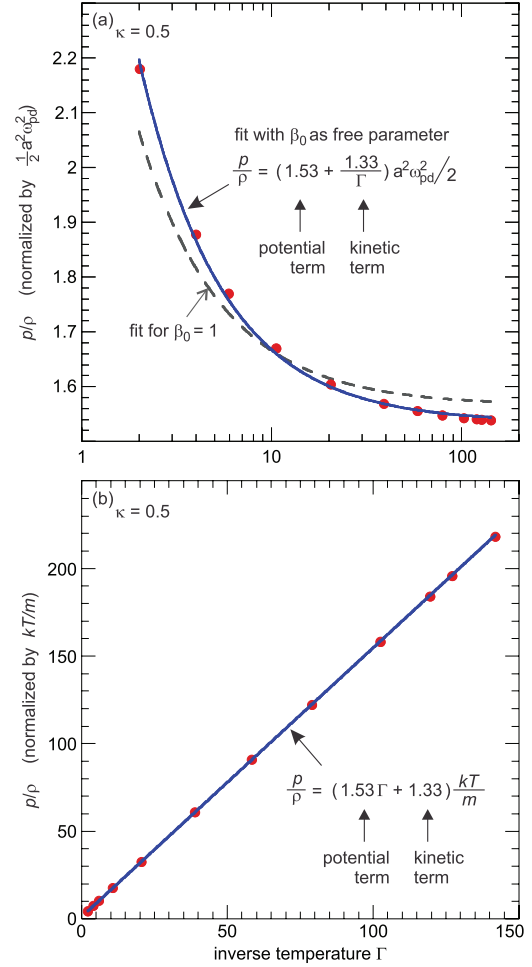 (a)
κ = 0.5
2.2
2.1
2
1.9
1.8
1.7
1.6
1
p/ρ (normalized by ½a²ω²pd)
fit with β₀ as free parameter
p/ρ = (1.53 + 1.33/Γ) a²ω²pd/2
potential term
kinetic term
fit for β₀ = 1
1 10 100
(b)
κ = 0.5
200
150
100
50
0
p/ρ (normalized by kT/m)
p/ρ = (1.53 Γ + 1.33) kT/m
potential term
kinetic term
0 50 100 150
inverse temperature Γ